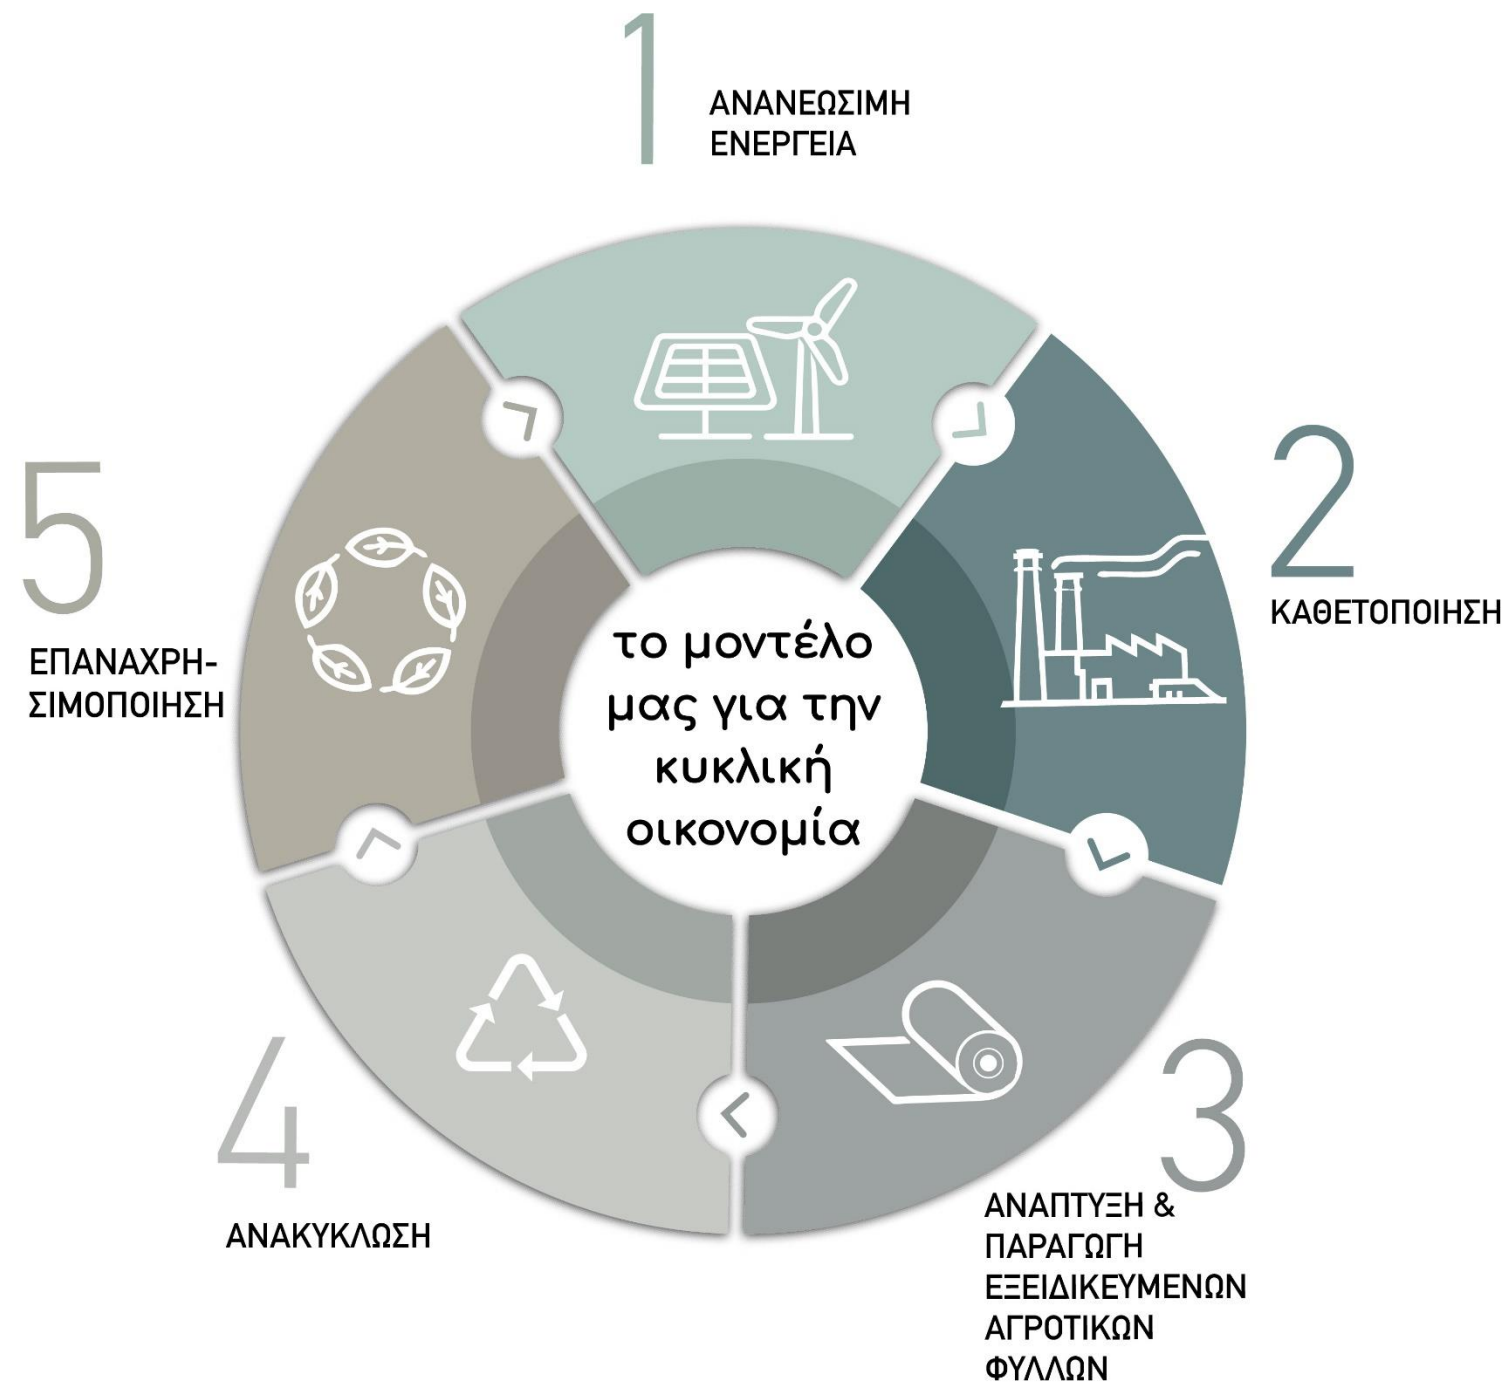 1
ΑΝΑΝΕΩΣΙΜΗ
ΕΝΕΡΓΕΙΑ
2
ΚΑΘΕΤΟΠΟΙΗΣΗ
3
ΑΝΑΠΤΥΞΗ &
ΠΑΡΑΓΩΓΗ
ΕΞΕΙΔΙΚΕΥΜΕΝΩΝ
ΑΓΡΟΤΙΚΩΝ
ΦΥΛΛΩΝ
4
ΑΝΑΚΥΚΛΩΣΗ
5
ΕΠΑΝΑΧΡΗ-
ΣΙΜΟΠΟΙΗΣΗ
το μοντέλο
μας για την
κυκλική
οικονομία